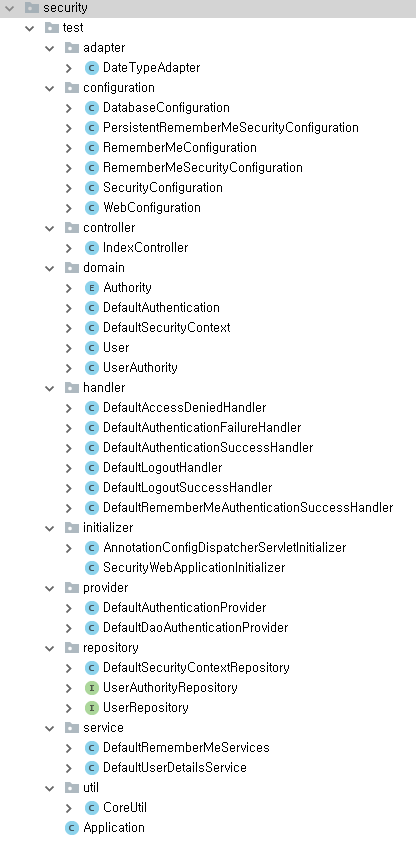 security
test
adapter
C DateTypeAdapter
configuration
C DatabaseConfiguration
C PersistentRememberMeSecurityConfiguration
C RememberMeConfiguration
C RememberMeSecurityConfiguration
C SecurityConfiguration
C WebConfiguration
controller
C IndexController
domain
E Authority
C DefaultAuthentication
C DefaultSecurityContext
C User
C UserAuthority
handler
C DefaultAccessDeniedHandler
C DefaultAuthenticationFailureHandler
C DefaultAuthenticationSuccessHandler
C DefaultLogoutHandler
C DefaultLogoutSuccessHandler
C DefaultRememberMeAuthenticationSuccessHandler
initializer
C AnnotationConfigDispatcherServletInitializer
C SecurityWebApplicationInitializer
provider
C DefaultAuthenticationProvider
C DefaultDaoAuthenticationProvider
repository
C DefaultSecurityContextRepository
I UserAuthorityRepository
I UserRepository
service
C DefaultRememberMeServices
C DefaultUserDetailsService
util
C CoreUtil
C Application